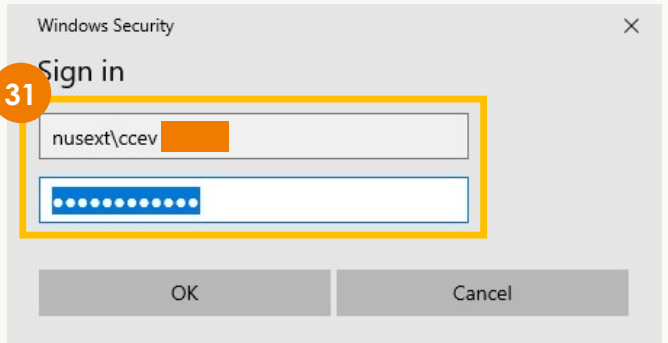 Windows Security
Sign in
31
nusext\ccev
●●●●●●●●●●●●
OK
Cancel